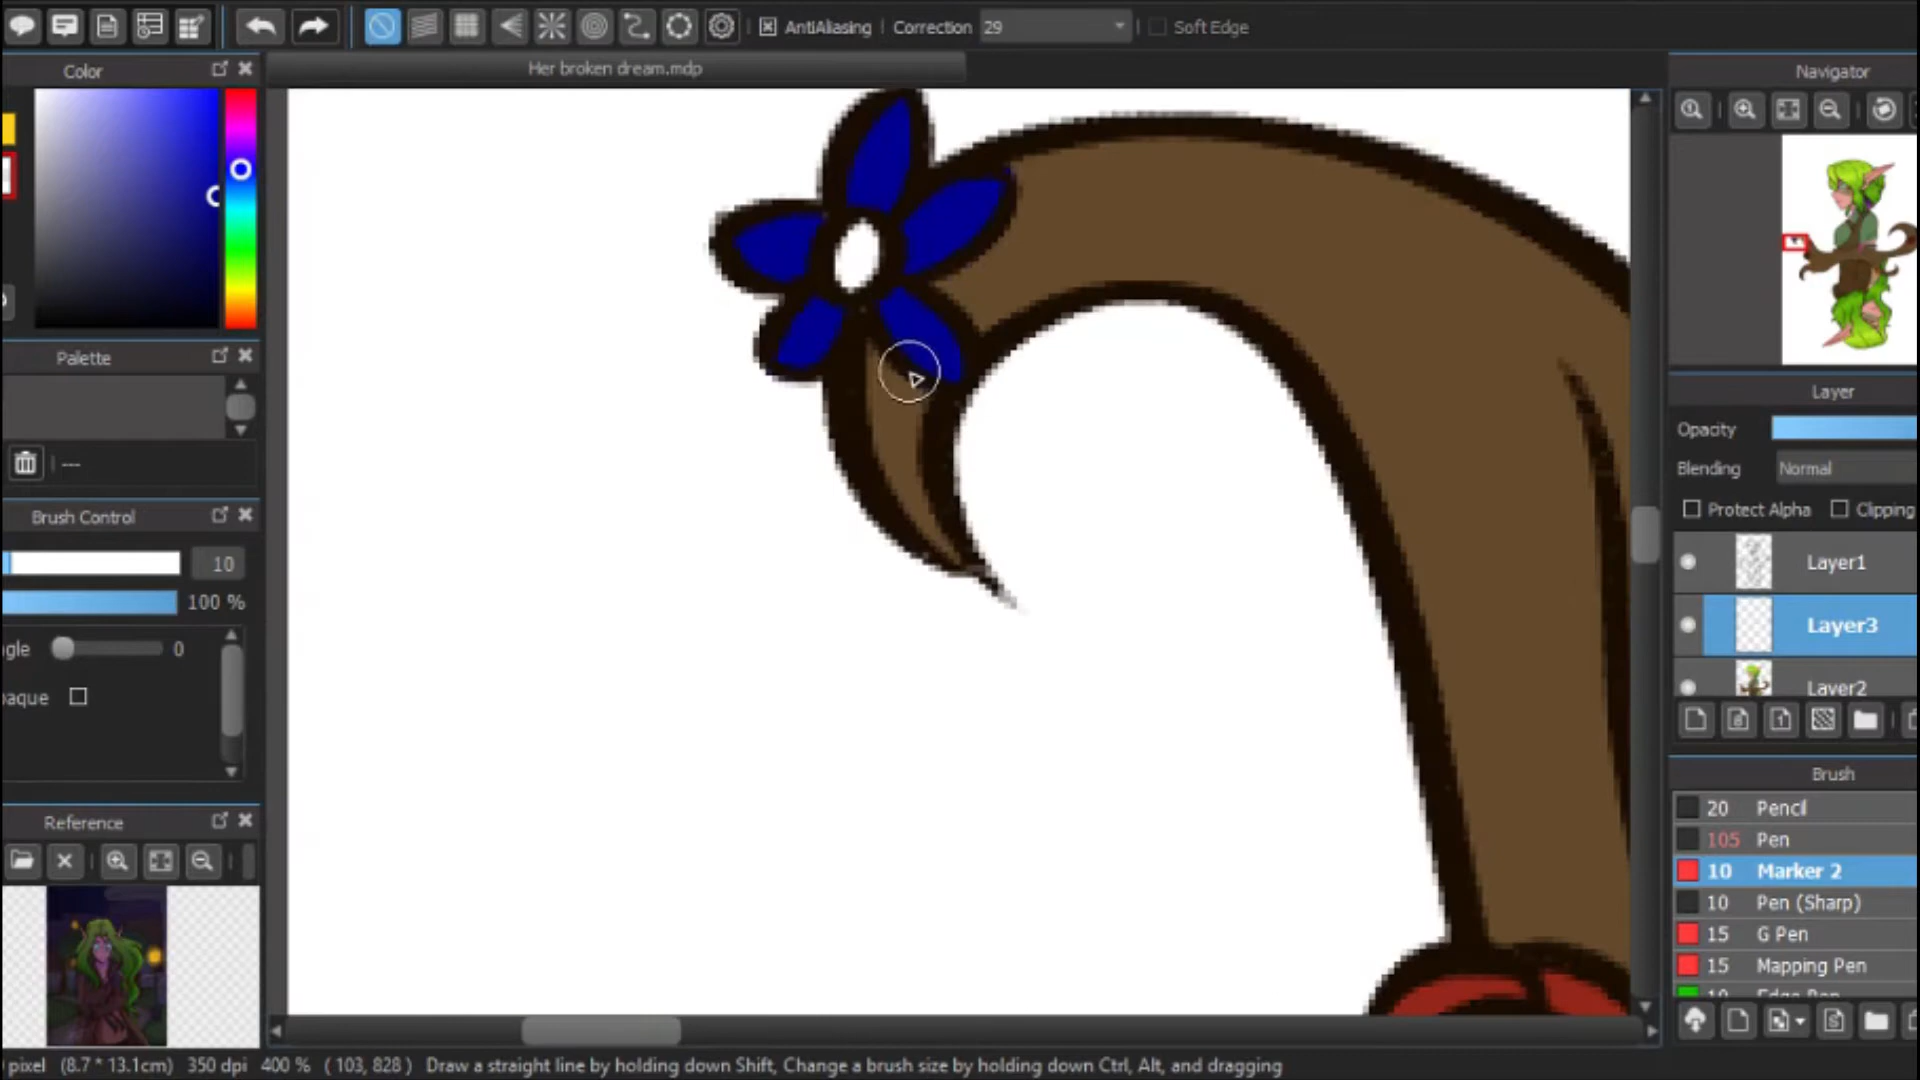 AntiAliasing Correction 29 Soft Edge
Color
Her broken dream.mdp
Navigator
Palette
---
Brush Control
10
100 %
gle 0
aque
Reference
Layer
Opacity
Blending Normal
Protect Alpha Clipping
Layer1
Layer3
Layer2
Brush
20 Pencil
105 Pen
10 Marker 2
10 Pen (Sharp)
15 G Pen
15 Mapping Pen
10 Edge Pen
pixel (8.7 * 13.1cm) 350 dpi 400 % ( 103, 828 ) Draw a straight line by holding down Shift, Change a brush size by holding down Ctrl, Alt, and dragging